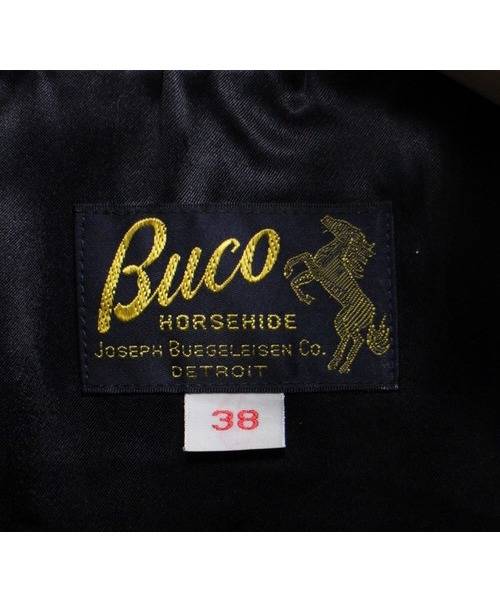 Buco
HORSEHIDE
JOSEPH BUEGELEISEN CO.
DETROIT
38